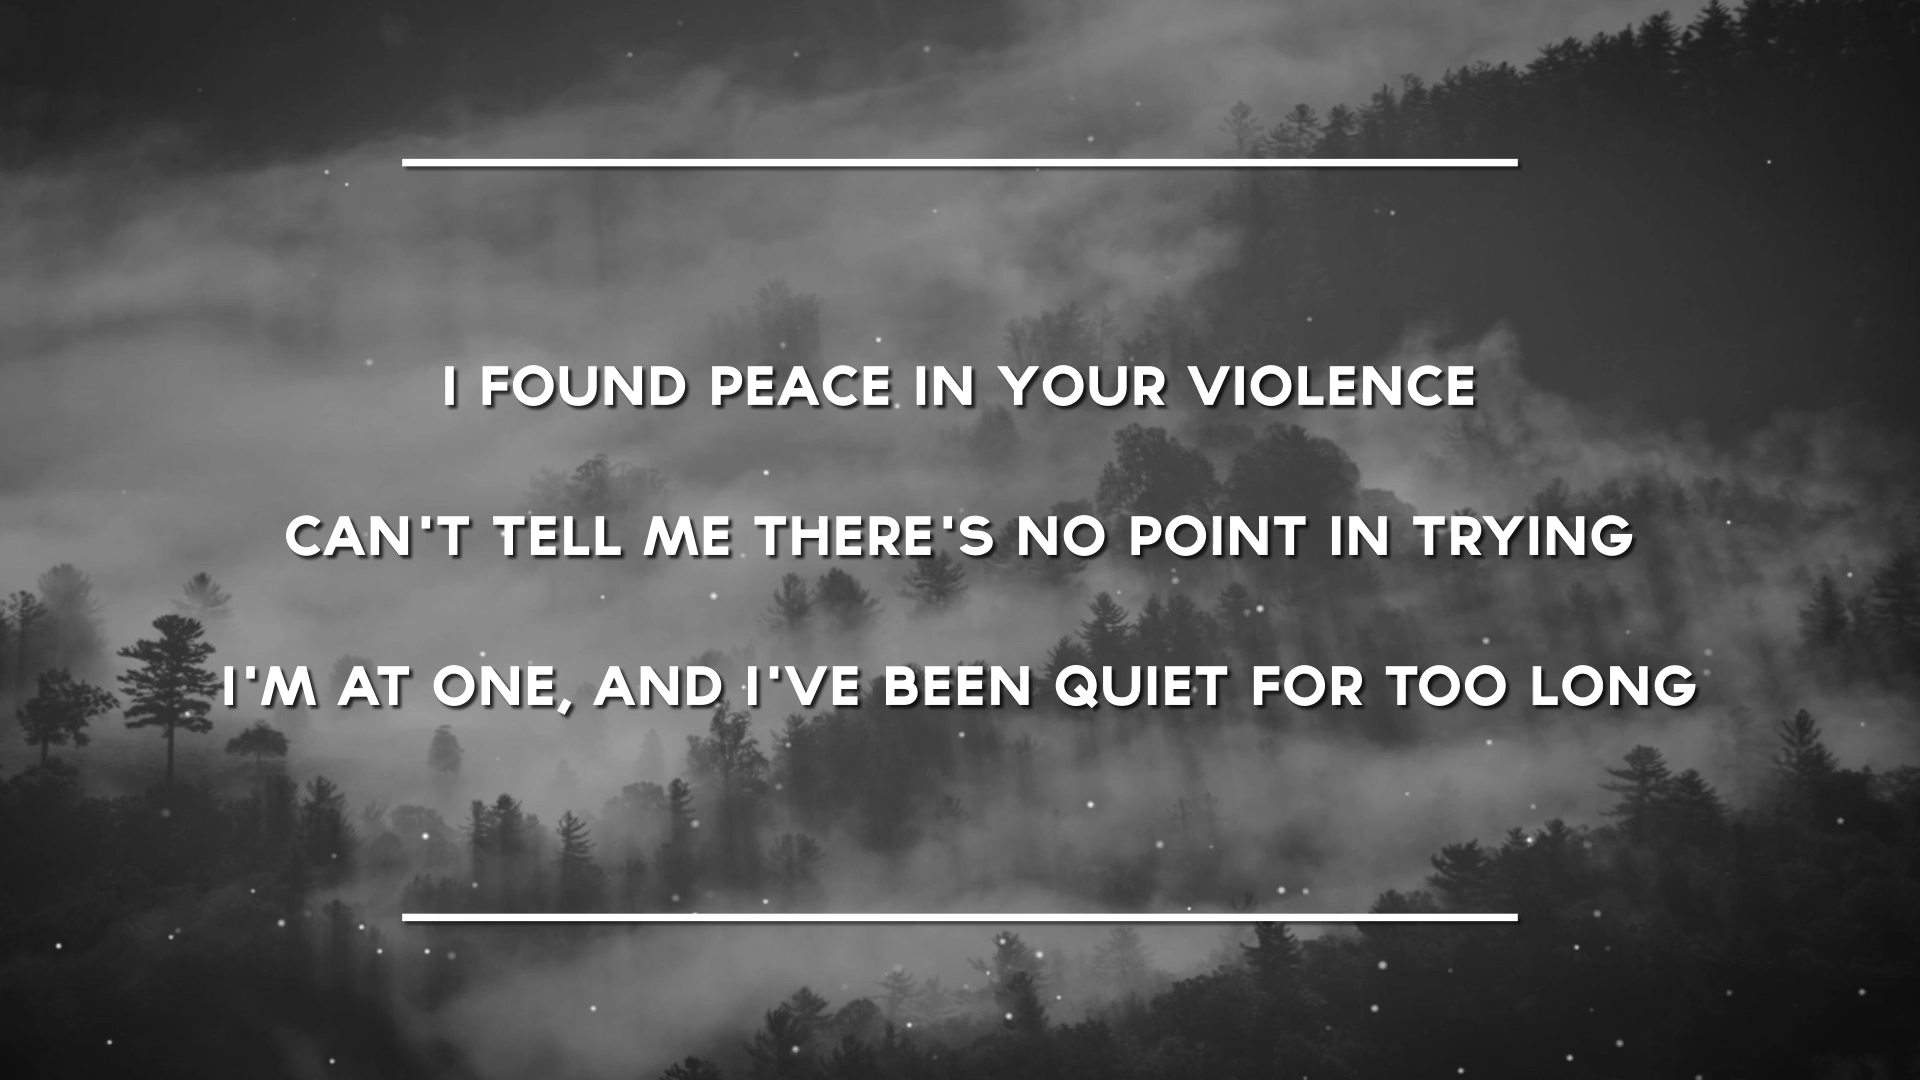 I FOUND PEACE IN YOUR VIOLENCE
CAN'T TELL ME THERE'S NO POINT IN TRYING
I'M AT ONE, AND I'VE BEEN QUIET FOR TOO LONG